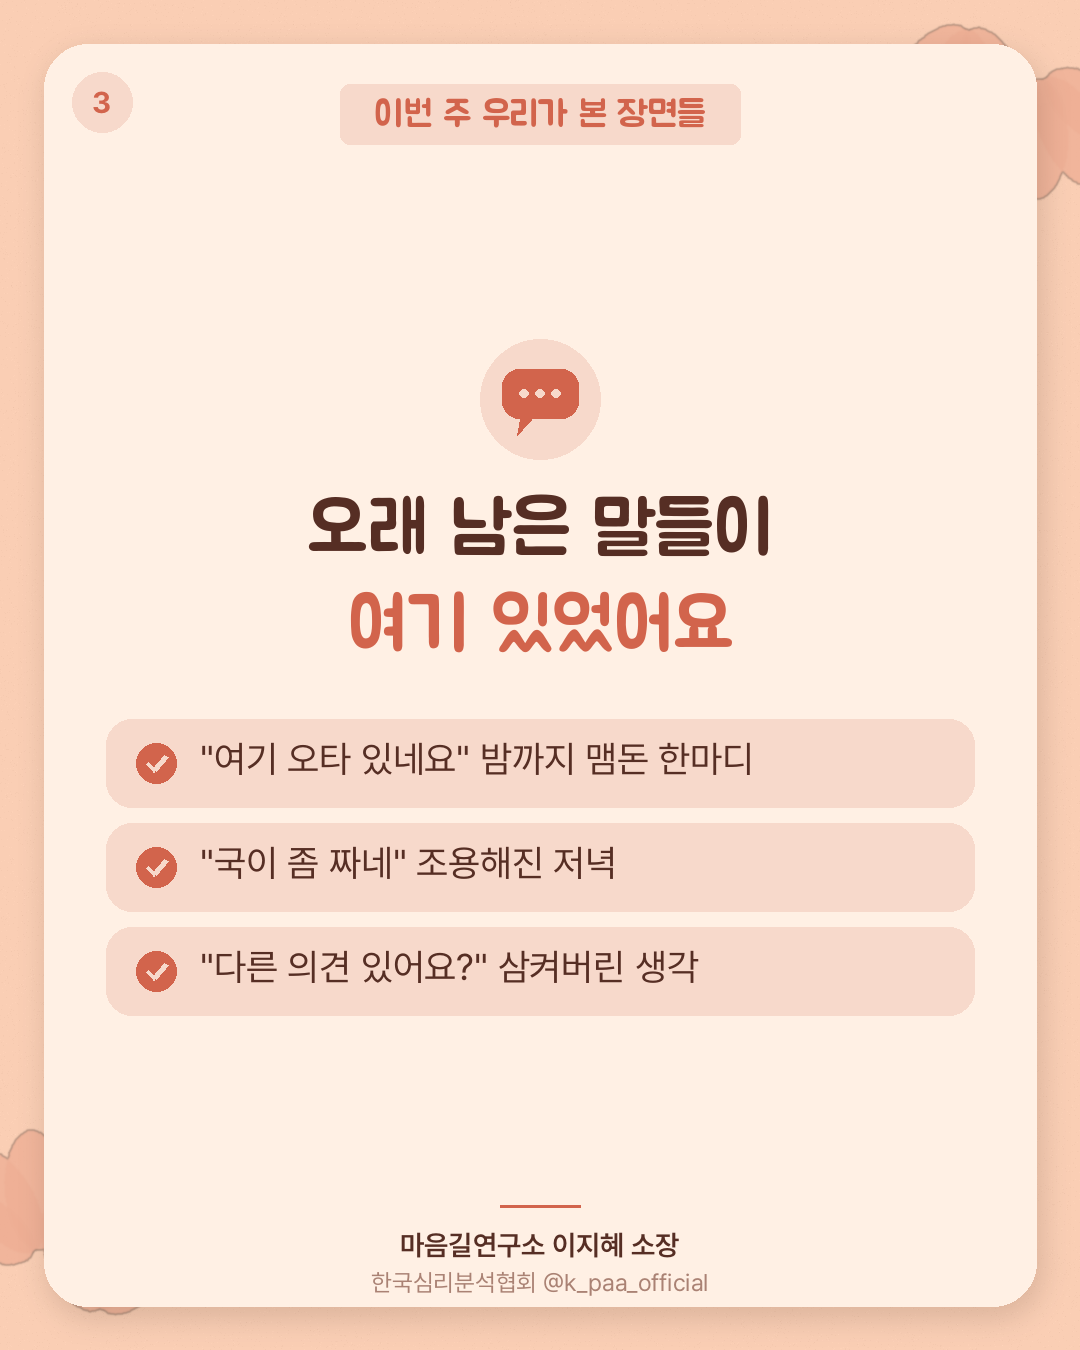 3
이번 주 우리가 본 장면들
오래 남은 말들이
여기 있었어요
"여기 오타 있네요" 밤까지 맴돈 한마디
"국이 좀 짜네" 조용해진 저녁
"다른 의견 있어요?" 삼켜버린 생각
마음길연구소 이지혜 소장
한국심리분석협회 @k_paa_official